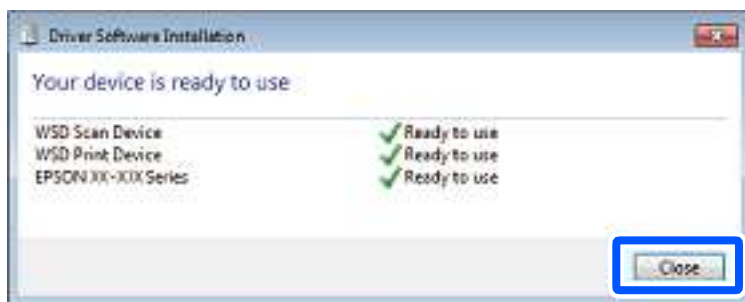 Driver Software Installation
Your device is ready to use
WSD Scan Device Ready to use
WSD Print Device Ready to use
EPSON XX-XXX Series Ready to use
Close